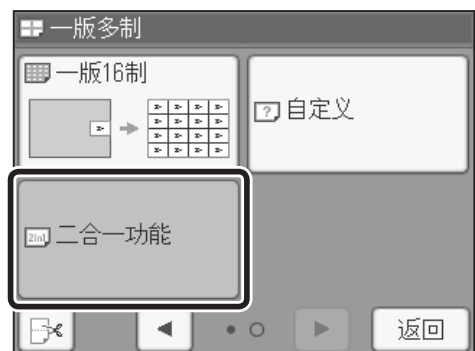 一版多制
一版16制
? 自定义
2in1 二合一功能
返回